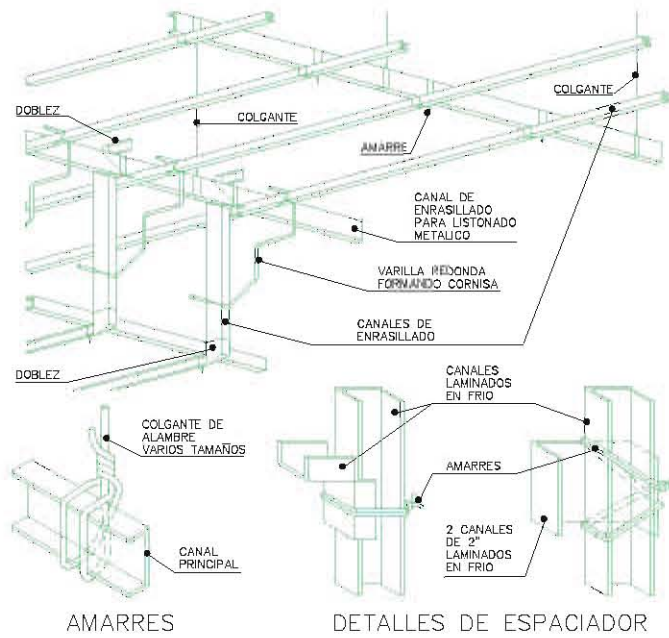 DOBLEZ
COLGANTE
COLGANTE
AMARRE
CANAL DE
ENRASILLADO
PARA LISTONADO
METALICO
VARILLA REDONDA
FORMANDO CORNISA
CANALES DE
ENRASILLADO
DOBLEZ
COLGANTE DE
ALAMBRE
VARIOS TAMAÑOS
CANAL
PRINCIPAL
AMARRES
CANALES
LAMINADOS
EN FRIO
AMARRES
2 CANALES
DE 2"
LAMINADOS
EN FRIO
DETALLES DE ESPACIADOR